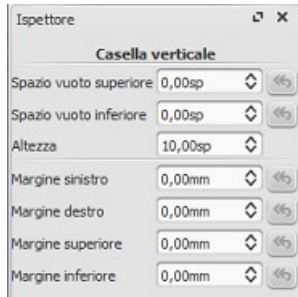 Ispettore
Casella verticale
Spazio vuoto superiore 0,00sp
Spazio vuoto inferiore 0,00sp
Altezza 10,00sp
Margine sinistro 0,00mm
Margine destro 0,00mm
Margine superiore 0,00mm
Margine inferiore 0,00mm